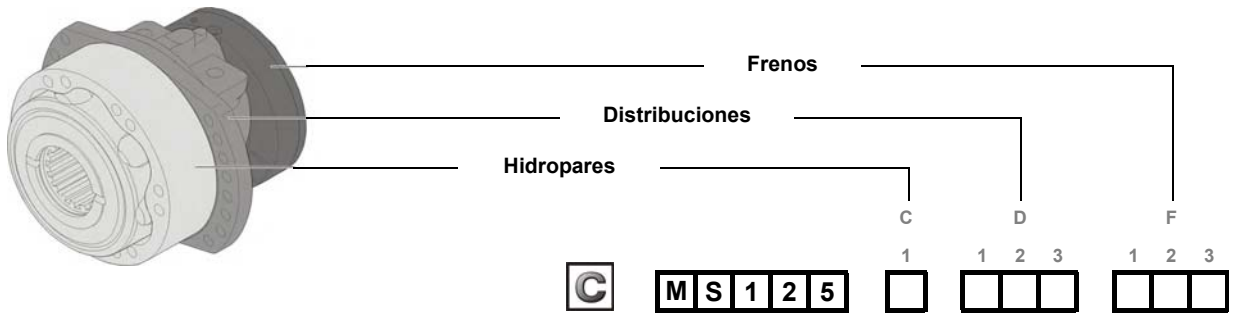 Frenos
Distribuciones
Hidropares
C D F
1 1 2 3 1 2 3
C M S 1 2 5